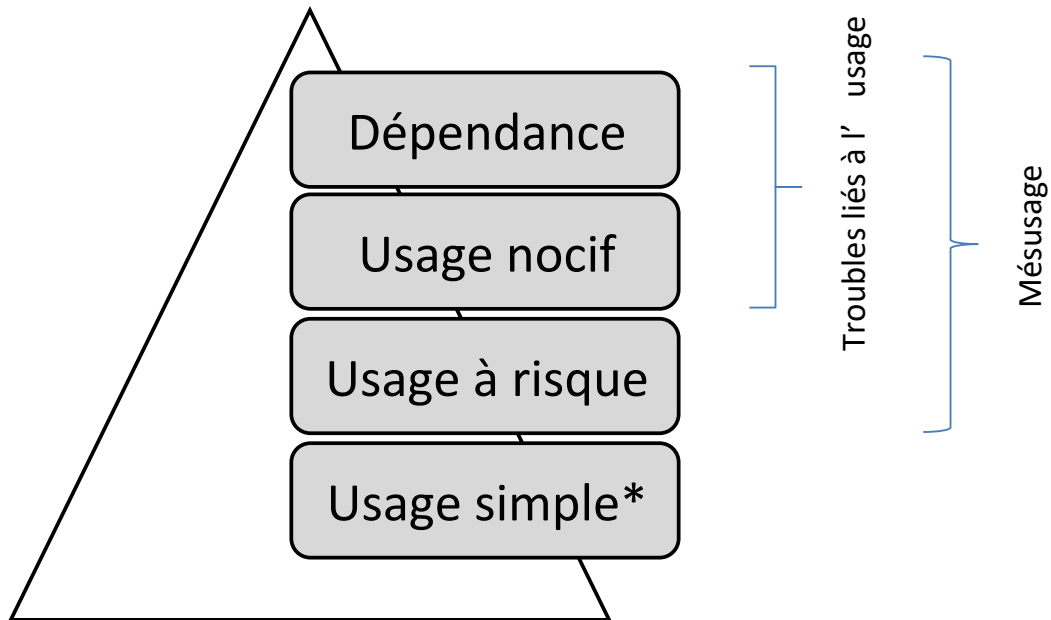 Dépendance
Usage nocif
Usage à risque
Usage simple*
Troubles liés à l’ usage
Mésusage